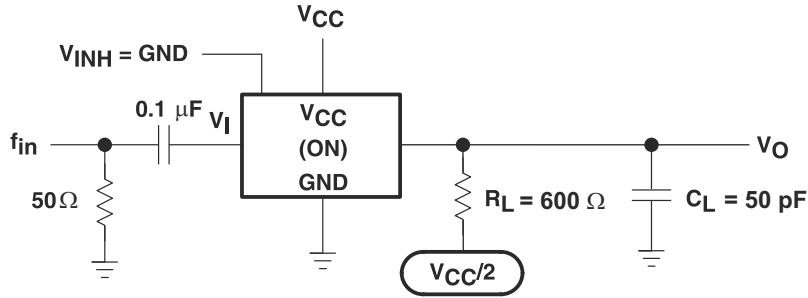 VCC
VINH = GND
0.1 μF
VI
VCC
(ON)
GND
fin
VO
50 Ω
RL = 600 Ω
CL = 50 pF
VCC/2